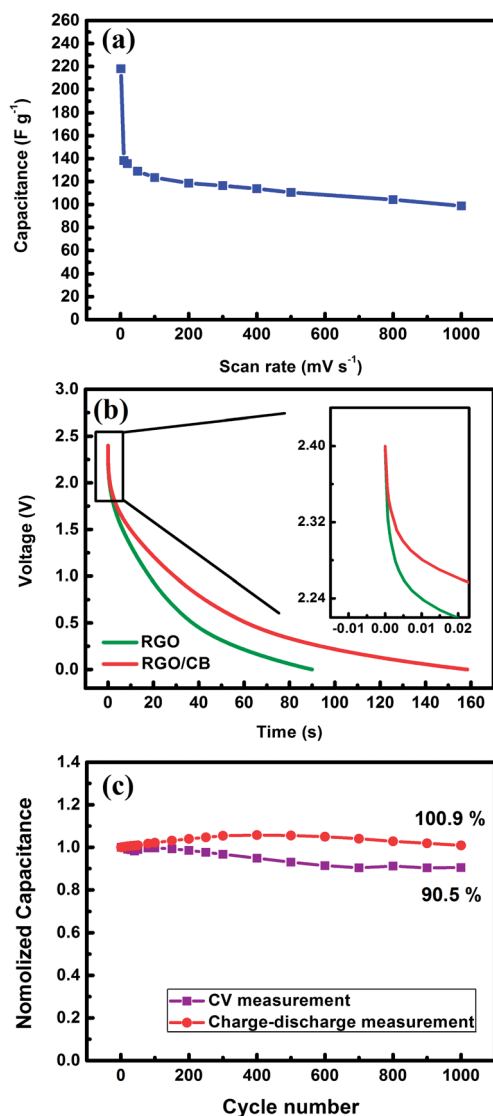 (a)
Capacitance (F g⁻¹)
260
240
220
200
180
160
140
120
100
80
60
40
20
0
0 200 400 600 800 1000
Scan rate (mV s⁻¹)
(b)
Voltage (V)
3.0
2.5
2.0
1.5
1.0
0.5
0.0
2.40
2.32
2.24
-0.01 0.00 0.01 0.02
RGO
RGO/CB
0 20 40 60 80 100 120 140 160
Time (s)
(c)
Nomolized Capacitance
1.4
1.2
1.0
0.8
0.6
0.4
0.2
0.0
100.9 %
90.5 %
CV measurement
Charge-discharge measurement
0 200 400 600 800 1000
Cycle number